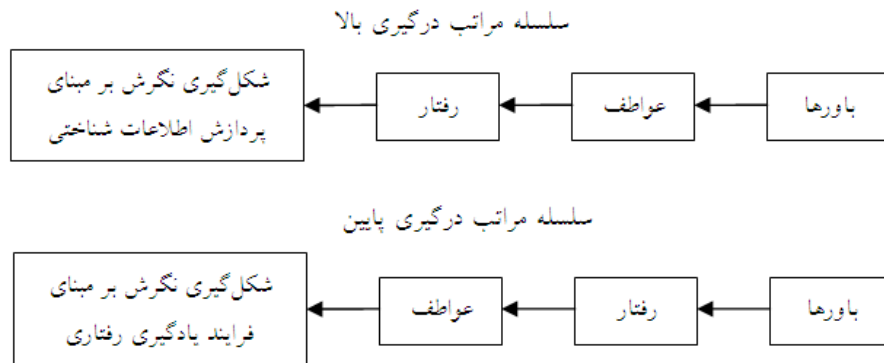 سلسله مراتب درگیری بالا
باورها
عواطف
رفتار
شکل‌گیری نگرش بر مبنای
پردازش اطلاعات شناختی
سلسله مراتب درگیری پایین
باورها
رفتار
عواطف
شکل‌گیری نگرش بر مبنای
فرایند یادگیری رفتاری